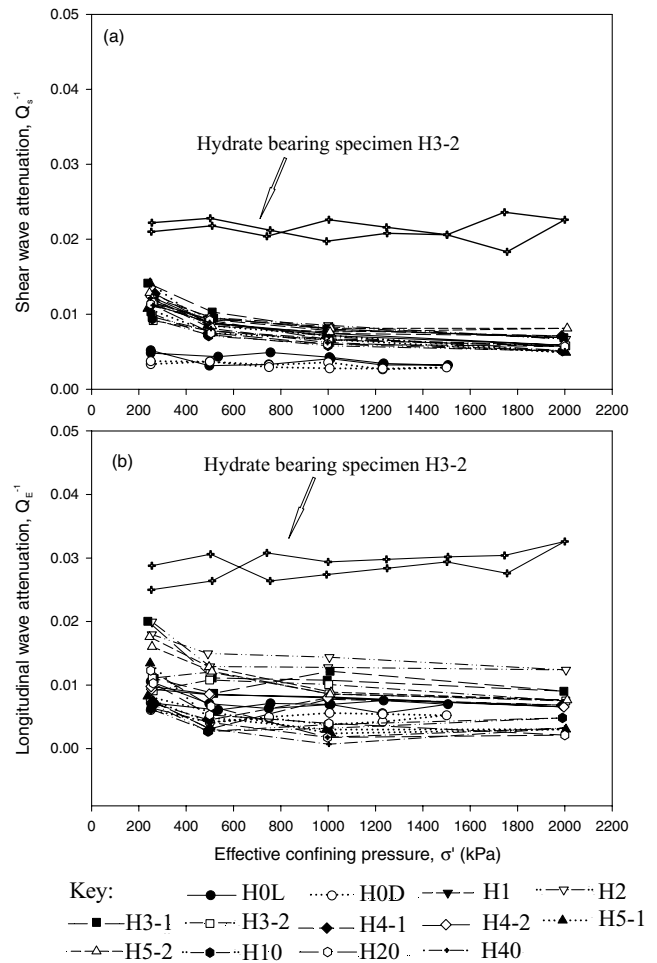 (a)
0.05
0.04
0.03
0.02
0.01
0.00
Shear wave attenuation, Qs-1
Hydrate bearing specimen H3-2
0 200 400 600 800 1000 1200 1400 1600 1800 2000 2200
(b)
0.05
0.04
0.03
0.02
0.01
0.00
Longitudinal wave attenuation, QE-1
Hydrate bearing specimen H3-2
0 200 400 600 800 1000 1200 1400 1600 1800 2000 2200
Effective confining pressure, σ' (kPa)
Key:
H0L H0D H1 H2
H3-1 H3-2 H4-1 H4-2 H5-1
H5-2 H10 H20 H40